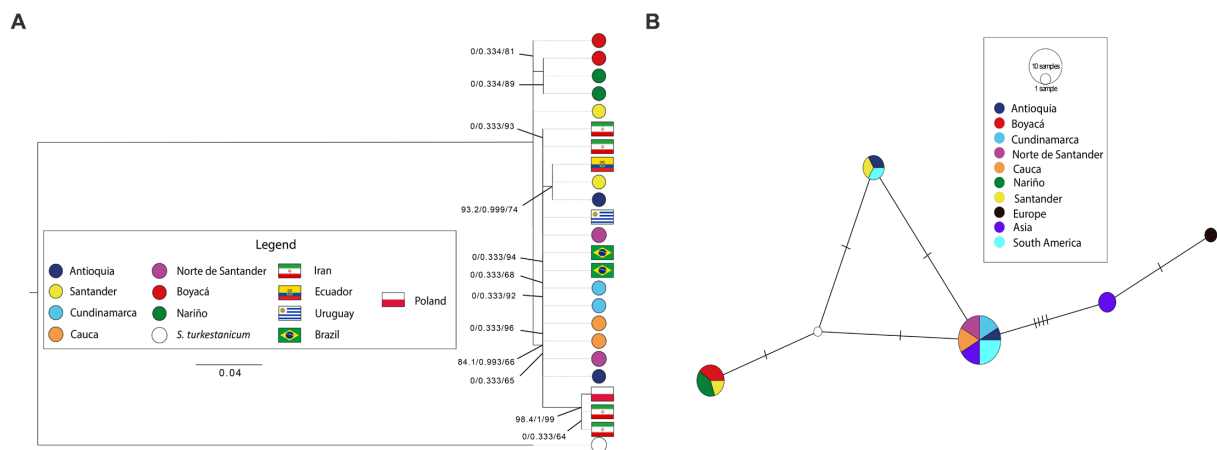 A
0/0.334/81
0/0.334/89
0/0.333/93
93.2/0.999/74
0/0.333/94
0/0.333/68
0/0.333/92
0/0.333/96
84.1/0.993/66
0/0.333/65
98.4/1/99
0/0.333/64
Legend
Antioquia
Santander
Cundinamarca
Cauca
Norte de Santander
Boyacá
Nariño
S. turkestanicum
Iran
Ecuador
Uruguay
Brazil
Poland
0.04
B
10 samples
1 sample
Antioquia
Boyacá
Cundinamarca
Norte de Santander
Cauca
Nariño
Santander
Europe
Asia
South America